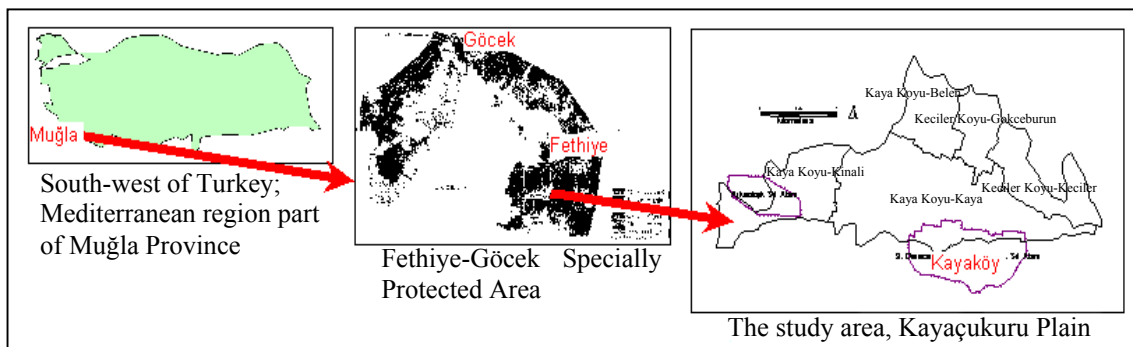 Muğla
South-west of Turkey;
Mediterranean region part
of Muğla Province
Göcek
Fethiye
Fethiye-Göcek Specially
Protected Area
Kaya Koyu-Belen
Keciler Koyu-Gokceburun
Kaya Koyu-Kinali
Keciler Koyu-Keciler
Kaya Koyu-Kaya
Kayaköy
The study area, Kayaçukuru Plain